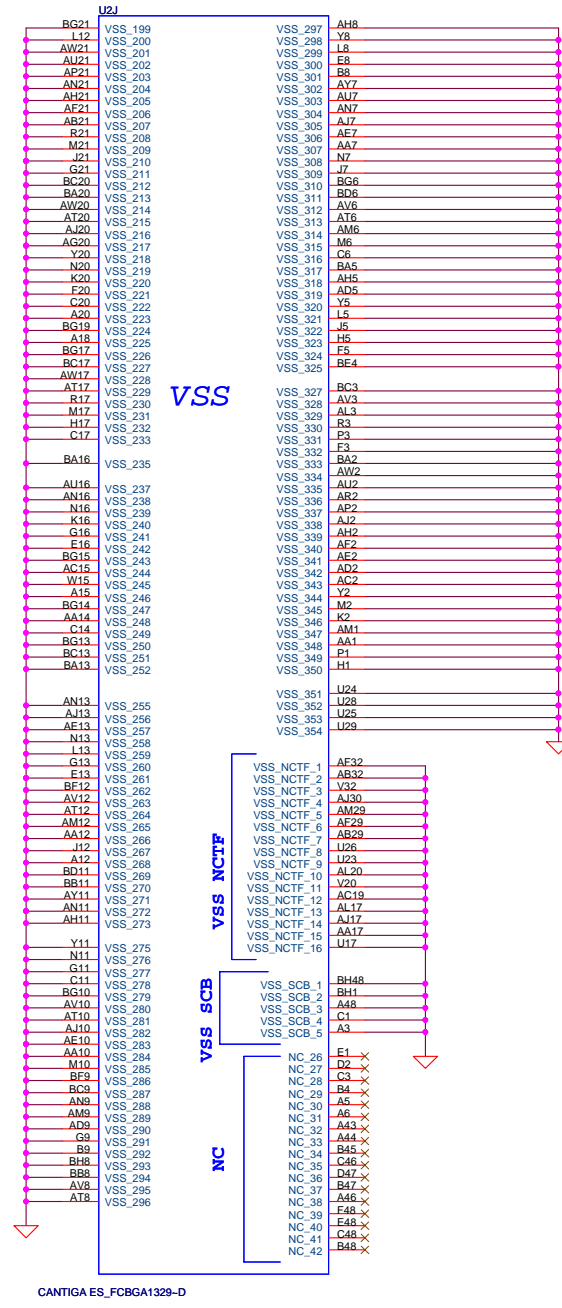 U2J
BG21 VSS_199
L12 VSS_200
AW21 VSS_201
AU21 VSS_202
AP21 VSS_203
AN21 VSS_204
AH21 VSS_205
AF21 VSS_206
AB21 VSS_207
R21 VSS_208
M21 VSS_209
J21 VSS_210
G21 VSS_211
BC20 VSS_212
BA20 VSS_213
AW20 VSS_214
AT20 VSS_215
AJ20 VSS_216
AG20 VSS_217
Y20 VSS_218
N20 VSS_219
K20 VSS_220
F20 VSS_221
C20 VSS_222
A20 VSS_223
BG19 VSS_224
A18 VSS_225
BG17 VSS_226
BC17 VSS_227
AW17 VSS_228
AT17 VSS_229
R17 VSS_230
M17 VSS_231
H17 VSS_232
C17 VSS_233
BA16 VSS_235
AU16 VSS_237
AN16 VSS_238
N16 VSS_239
K16 VSS_240
G16 VSS_241
E16 VSS_242
BG15 VSS_243
AC15 VSS_244
W15 VSS_245
A15 VSS_246
BG14 VSS_247
AA14 VSS_248
C14 VSS_249
BG13 VSS_250
BC13 VSS_251
BA13 VSS_252
AN13 VSS_255
AJ13 VSS_256
AE13 VSS_257
N13 VSS_258
L13 VSS_259
G13 VSS_260
E13 VSS_261
BF12 VSS_262
AV12 VSS_263
AT12 VSS_264
AM12 VSS_265
AA12 VSS_266
J12 VSS_267
A12 VSS_268
BD11 VSS_269
BB11 VSS_270
AY11 VSS_271
AN11 VSS_272
AH11 VSS_273
Y11 VSS_275
N11 VSS_276
G11 VSS_277
C11 VSS_278
BG10 VSS_279
AV10 VSS_280
AT10 VSS_281
AJ10 VSS_282
AE10 VSS_283
AA10 VSS_284
M10 VSS_285
BF9 VSS_286
BC9 VSS_287
AN9 VSS_288
AM9 VSS_289
AD9 VSS_290
G9 VSS_291
B9 VSS_292
BH8 VSS_293
BB8 VSS_294
AV8 VSS_295
AT8 VSS_296
VSS
VSS_297 AH8
VSS_298 Y8
VSS_299 L8
VSS_300 E8
VSS_301 B8
VSS_302 AY7
VSS_303 AU7
VSS_304 AN7
VSS_305 AJ7
VSS_306 AE7
VSS_307 AA7
VSS_308 N7
VSS_309 J7
VSS_310 BG6
VSS_311 BD6
VSS_312 AV6
VSS_313 AT6
VSS_314 AM6
VSS_315 M6
VSS_316 C6
VSS_317 BA5
VSS_318 AH5
VSS_319 AD5
VSS_320 Y5
VSS_321 L5
VSS_322 J5
VSS_323 H5
VSS_324 F5
VSS_325 BE4
VSS_327 BC3
VSS_328 AV3
VSS_329 AL3
VSS_330 R3
VSS_331 P3
VSS_332 F3
VSS_333 BA2
VSS_334 AW2
VSS_335 AU2
VSS_336 AR2
VSS_337 AP2
VSS_338 AJ2
VSS_339 AH2
VSS_340 AF2
VSS_341 AE2
VSS_342 AD2
VSS_343 AC2
VSS_344 Y2
VSS_345 M2
VSS_346 K2
VSS_347 AM1
VSS_348 AA1
VSS_349 P1
VSS_350 H1
VSS_351 U24
VSS_352 U28
VSS_353 U25
VSS_354 U29
VSS NCTF
VSS_NCTF_1 AF32
VSS_NCTF_2 AB32
VSS_NCTF_3 V32
VSS_NCTF_4 AJ30
VSS_NCTF_5 AM29
VSS_NCTF_6 AF29
VSS_NCTF_7 AB29
VSS_NCTF_8 U26
VSS_NCTF_9 U23
VSS_NCTF_10 AL20
VSS_NCTF_11 V20
VSS_NCTF_12 AC19
VSS_NCTF_13 AL17
VSS_NCTF_14 AJ17
VSS_NCTF_15 AA17
VSS_NCTF_16 U17
VSS SCB
VSS_SCB_1 BH48
VSS_SCB_2 BH1
VSS_SCB_3 A48
VSS_SCB_4 C1
VSS_SCB_5 A3
NC
NC_26 E1
NC_27 D2
NC_28 C3
NC_29 B4
NC_30 A5
NC_31 A6
NC_32 A43
NC_33 A44
NC_34 B45
NC_35 C46
NC_36 D47
NC_37 B47
NC_38 A46
NC_39 F48
NC_40 E48
NC_41 C48
NC_42 B48
CANTIGA ES_FCBGA1329~D